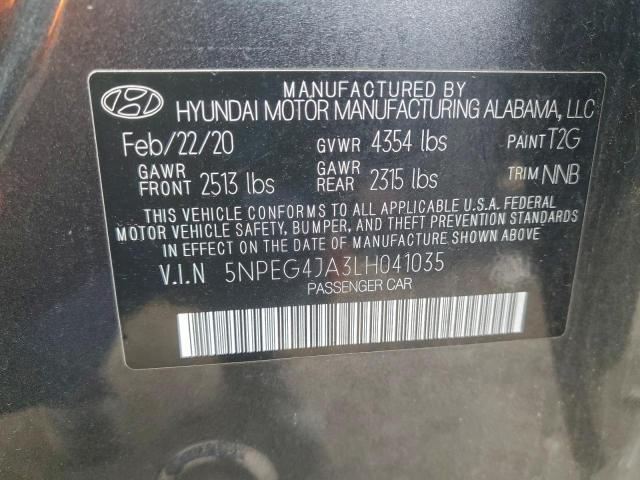 MANUFACTURED BY
HYUNDAI MOTOR MANUFACTURING ALABAMA, LLC
Feb/22/20 GVWR 4354 lbs PAINT T2G
GAWR FRONT 2513 lbs GAWR REAR 2315 lbs TRIM NNB
THIS VEHICLE CONFORMS TO ALL APPLICABLE U.S.A. FEDERAL
MOTOR VEHICLE SAFETY, BUMPER, AND THEFT PREVENTION STANDARDS
IN EFFECT ON THE DATE OF MANUFACTURE SHOWN ABOVE.
V.I.N 5NPEG4JA3LH041035
PASSENGER CAR